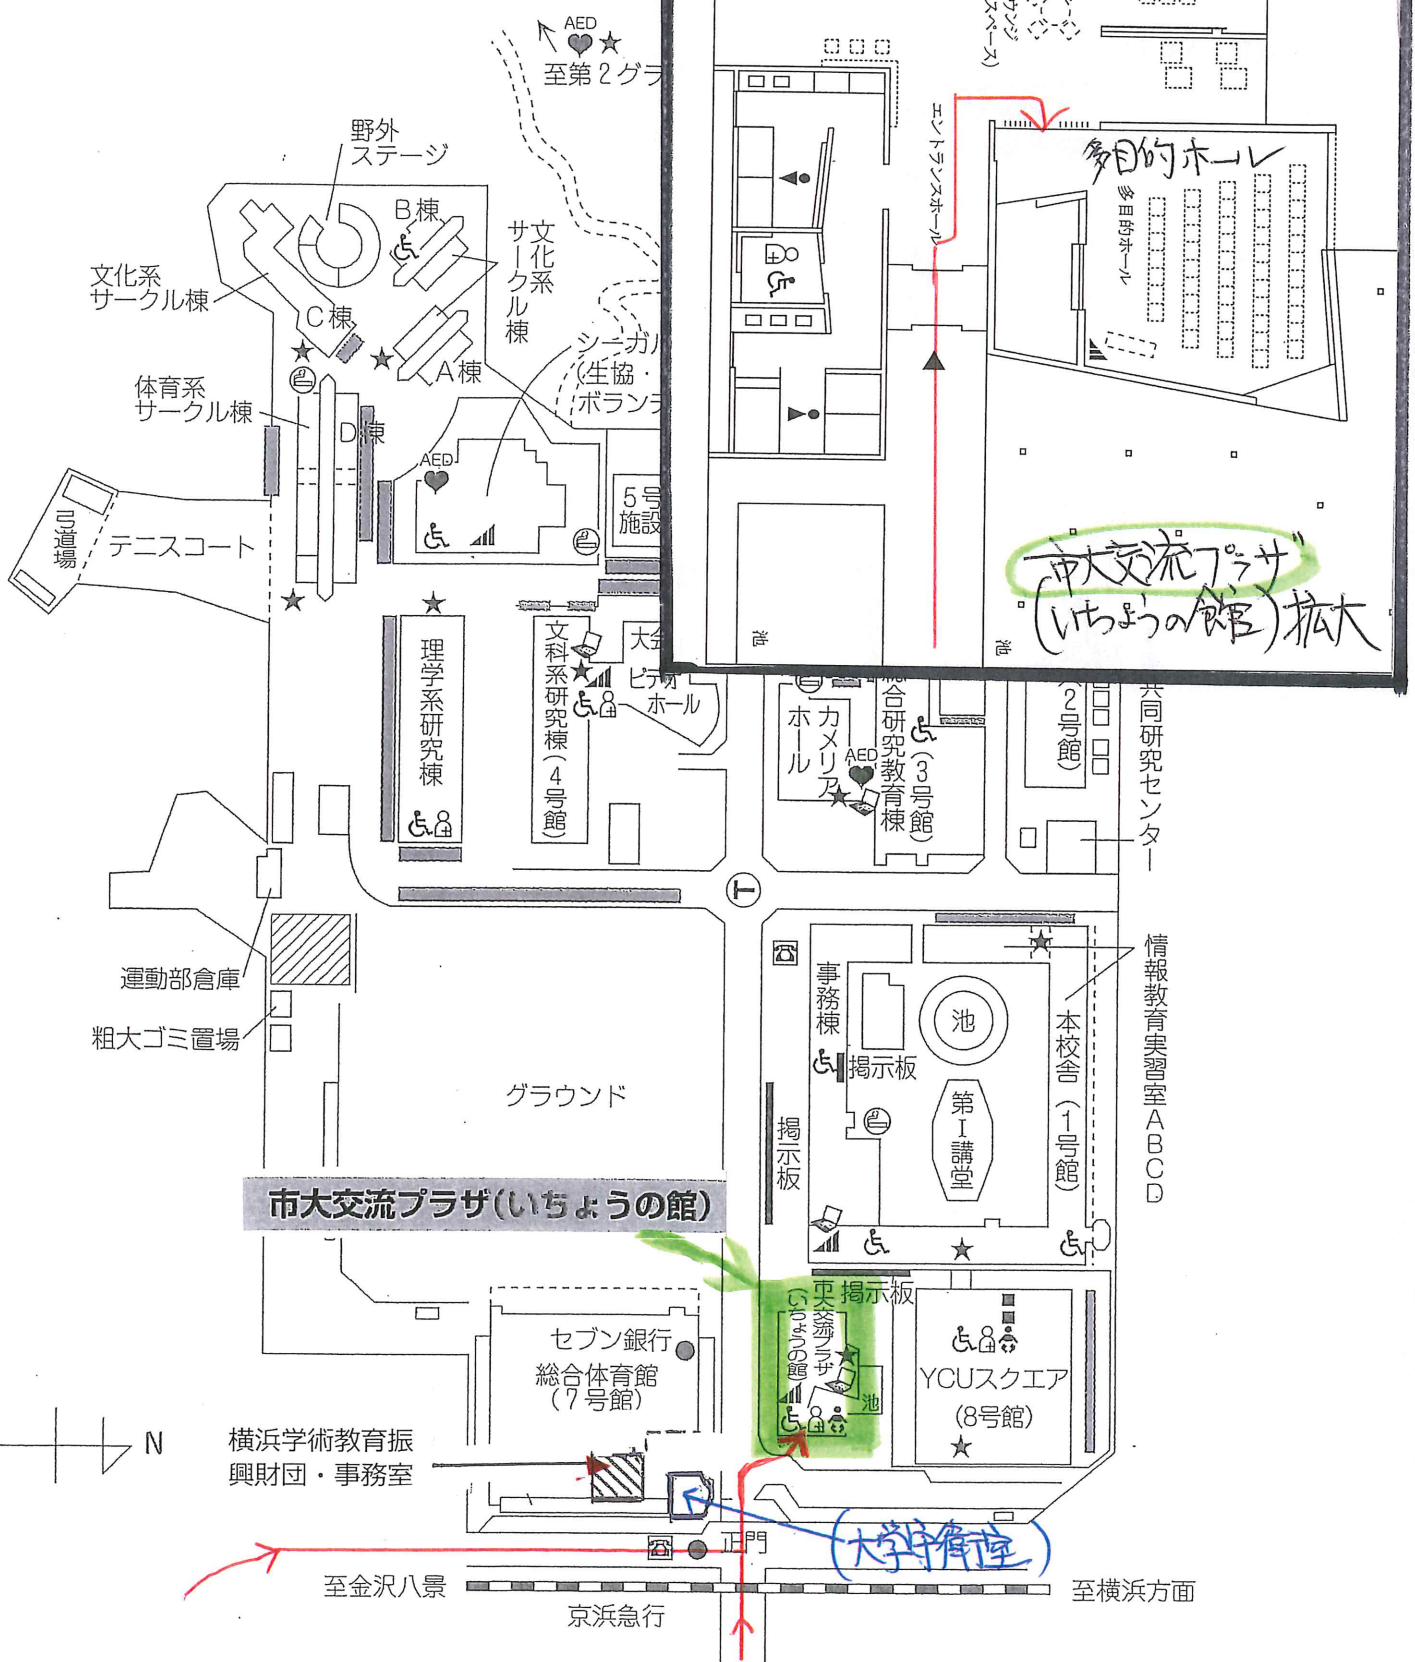 AED
至第2グラ
野外
ステージ
B棟
文化系
サークル棟
文化系
サークル棟
C棟
A棟
シーガル
(生協・
ボランテ
体育系
サークル棟
D棟
AED
5号
施設
弓道場
テニスコート
ウンジ
スペース)
エントランスホール
多目的ホール
多目的ホール
市大交流プラザ
(いちょうの館)拡大
池
池
理学系研究棟
文科系研究棟(4号館)
大会
ビデオ
ホール
カメリア
ホール
AED
総合研究教育棟
(3号館)
2号館)
共同研究センター
T
運動部倉庫
粗大ゴミ置場
グラウンド
事務棟
掲示板
池
第I講堂
本校舎(1号館)
情報教育実習室ABCD
掲示板
市大交流プラザ(いちょうの館)
掲示板
市大交流プラザ
(いちょうの館)
池
セブン銀行
総合体育館
(7号館)
YCUスクエア
(8号館)
N
横浜学術教育振
興財団・事務室
正門
(大学守衛室)
至金沢八景
京浜急行
至横浜方面